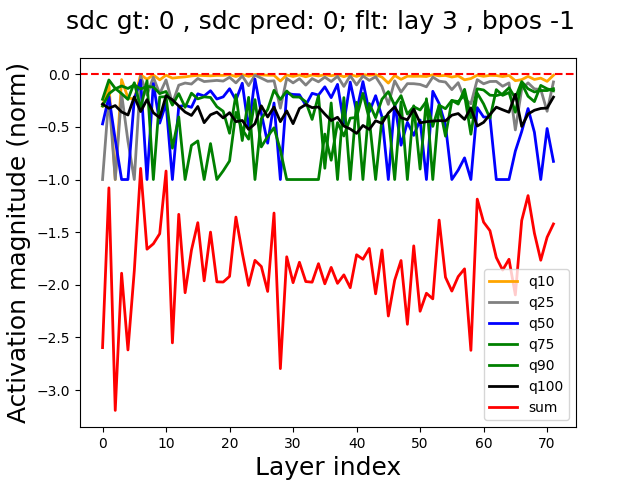 sdc gt: 0 , sdc pred: 0; flt: lay 3 , bpos -1
Activation magnitude (norm)
0.0
−0.5
−1.0
−1.5
−2.0
−2.5
−3.0
q10
q25
q50
q75
q90
q100
sum
0 10 20 30 40 50 60 70
Layer index